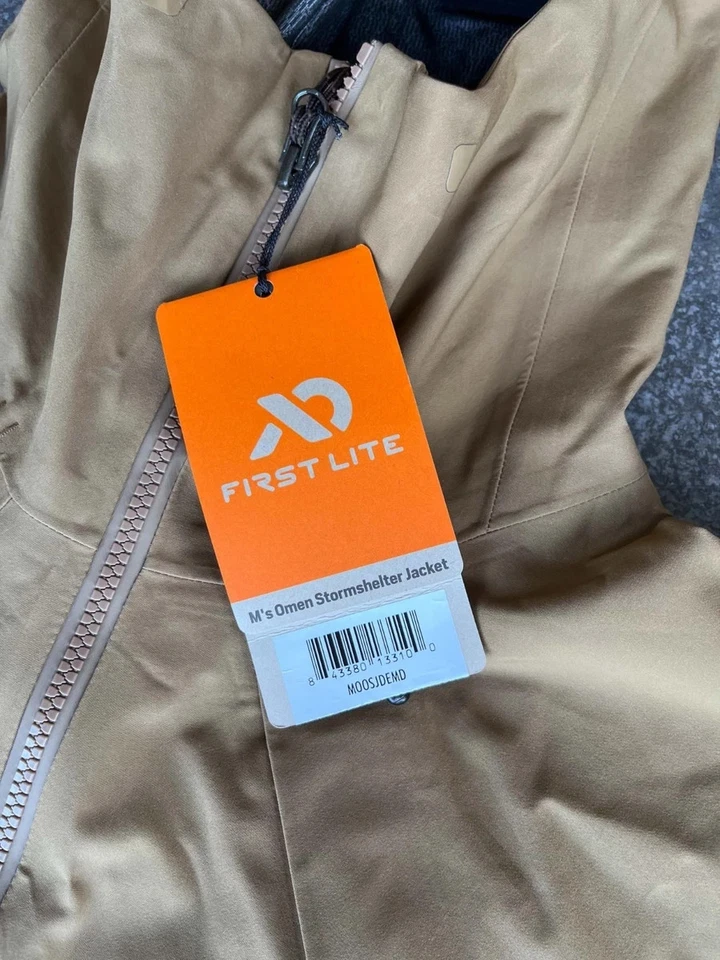 FIRST LITE
M's Omen Stormshelter Jacket
8 43380 13310 0
MOOSJDEMD